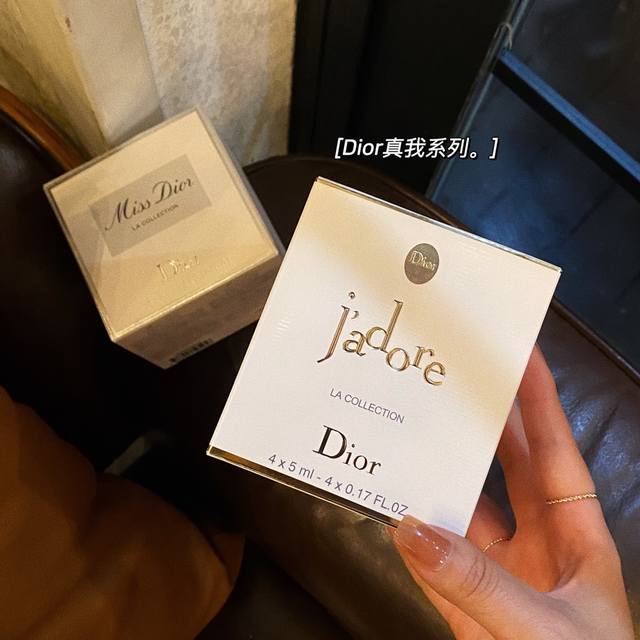 [Dior真我系列。]
Miss Dior
LA COLLECTION
Dior
Dior
j'adore
LA COLLECTION
Dior
4 x 5 ml - 4 x 0.17 FL.OZ